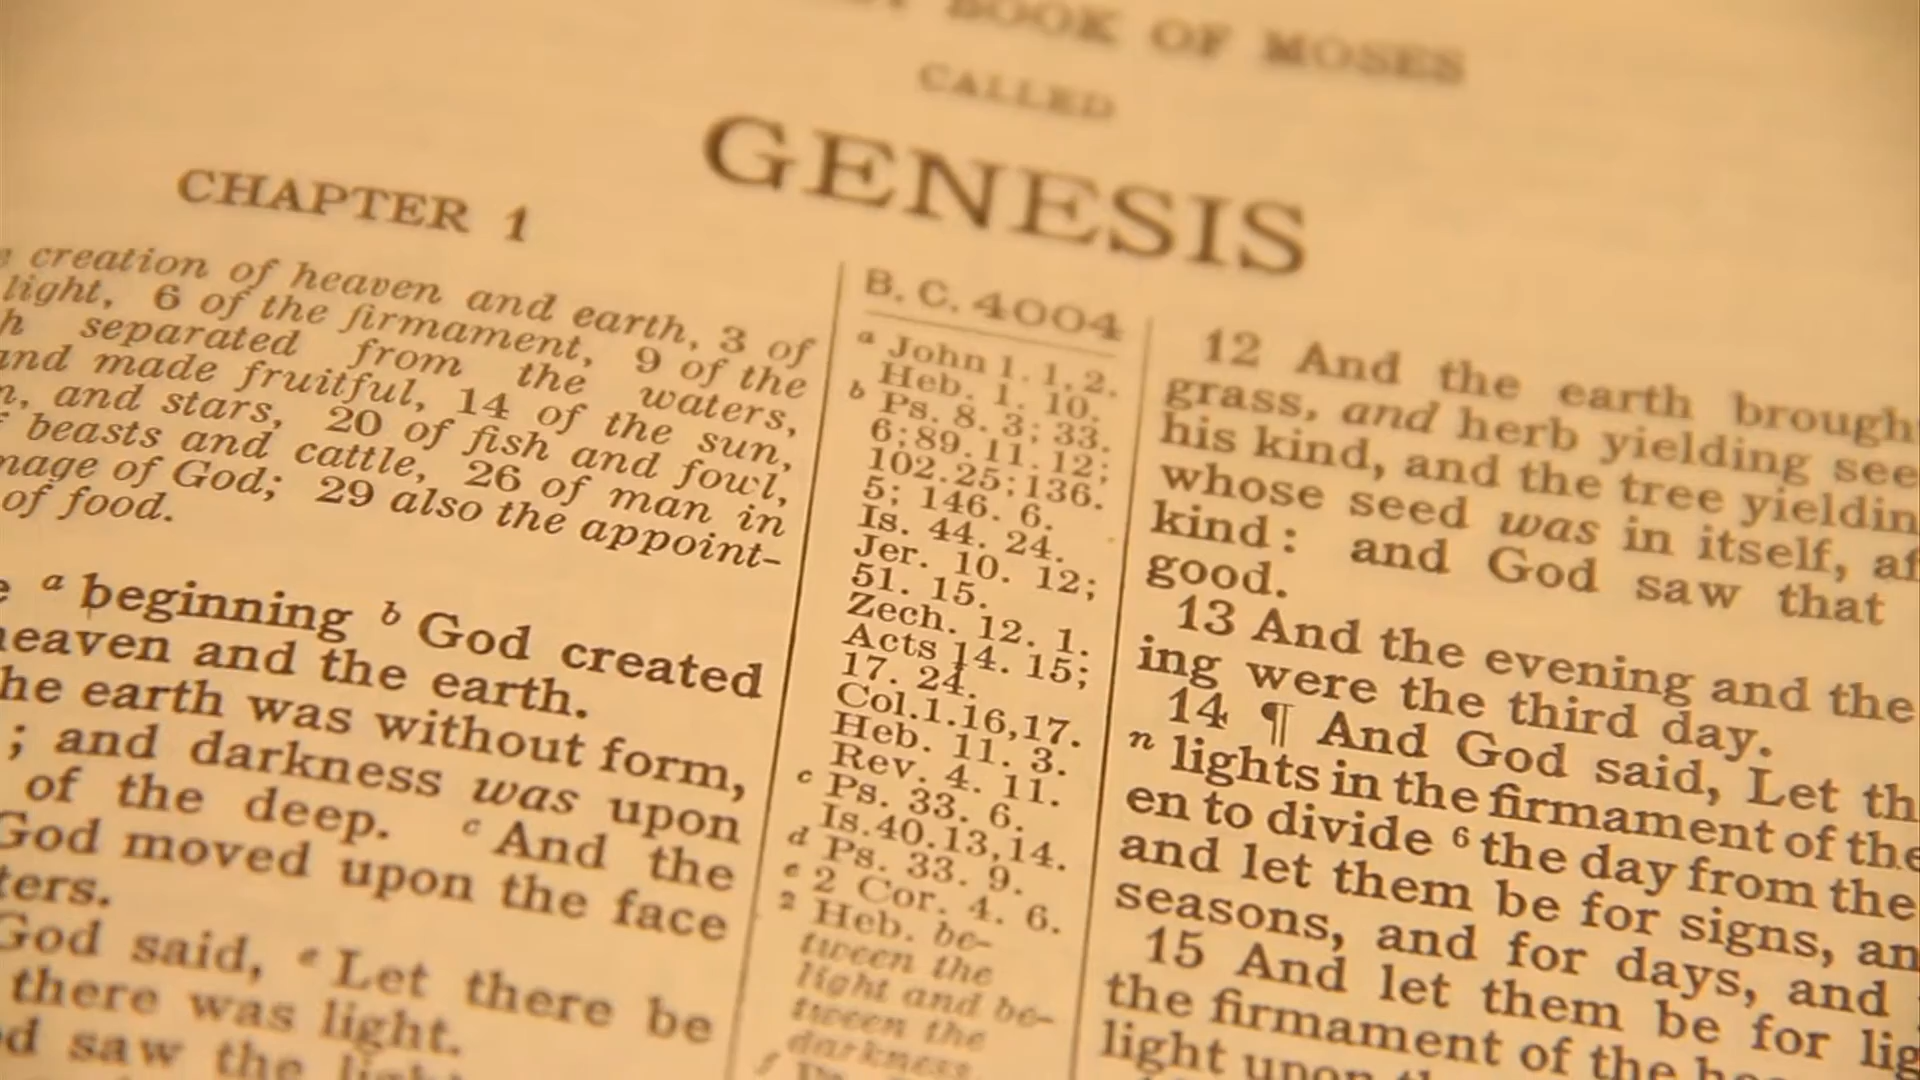 BOOK OF MOSES
CALLED
GENESIS
CHAPTER 1
creation of heaven and earth, 3 of
light, 6 of the firmament, 9 of the
h separated from the waters,
and made fruitful, 14 of the sun,
n, and stars, 20 of fish and fowl,
beasts and cattle, 26 of man in
mage of God; 29 also the appoint-
of food.
e a beginning b God created
heaven and the earth.
he earth was without form,
; and darkness was upon
of the deep. c And the
God moved upon the face
ters.
God said, e Let there be
there was light.
d saw the light
B. C. 4004
a John 1. 1, 2.
Heb. 1. 10.
b Ps. 8. 3; 33.
6; 89. 11, 12;
102. 25; 136.
5; 146. 6.
Is. 44. 24.
Jer. 10. 12;
51. 15.
Zech. 12. 1.
Acts 14. 15;
17. 24.
Col. 1. 16, 17.
Heb. 11. 3.
Rev. 4. 11.
c Ps. 33. 6.
Is. 40. 13, 14.
d Ps. 33. 9.
e 2 Cor. 4. 6.
2 Heb. be-
tween the
light and be-
tween the
darkness.
f Ps.
12 And the earth brough
grass, and herb yielding see
his kind, and the tree yieldin
whose seed was in itself, af
kind: and God saw that
good.
13 And the evening and the
ing were the third day.
14 ¶ And God said, Let th
n lights in the firmament of the
en to divide 6 the day from the
and let them be for signs, an
seasons, and for days, and
15 And let them be for lig
the firmament of the hea
light upon th